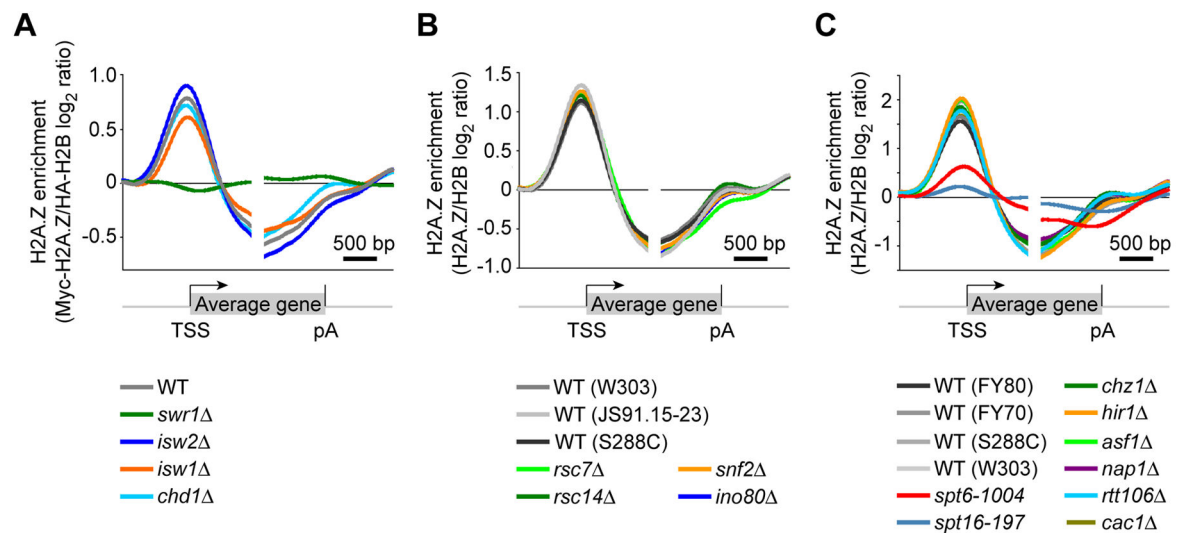 A
H2A.Z enrichment
(Myc-H2A.Z/HA-H2B log2 ratio)
1.0
0.5
0
-0.5
500 bp
Average gene
TSS
pA
WT
swr1Δ
isw2Δ
isw1Δ
chd1Δ
B
H2A.Z enrichment
(H2A.Z/H2B log2 ratio)
1.5
1.0
0.5
0
-0.5
-1.0
500 bp
Average gene
TSS
pA
WT (W303)
WT (JS91.15-23)
WT (S288C)
rsc7Δ
rsc14Δ
snf2Δ
ino80Δ
C
H2A.Z enrichment
(H2A.Z/H2B log2 ratio)
2
1
0
-1
500 bp
Average gene
TSS
pA
WT (FY80)
WT (FY70)
WT (S288C)
WT (W303)
spt6-1004
spt16-197
chz1Δ
hir1Δ
asf1Δ
nap1Δ
rtt106Δ
cac1Δ